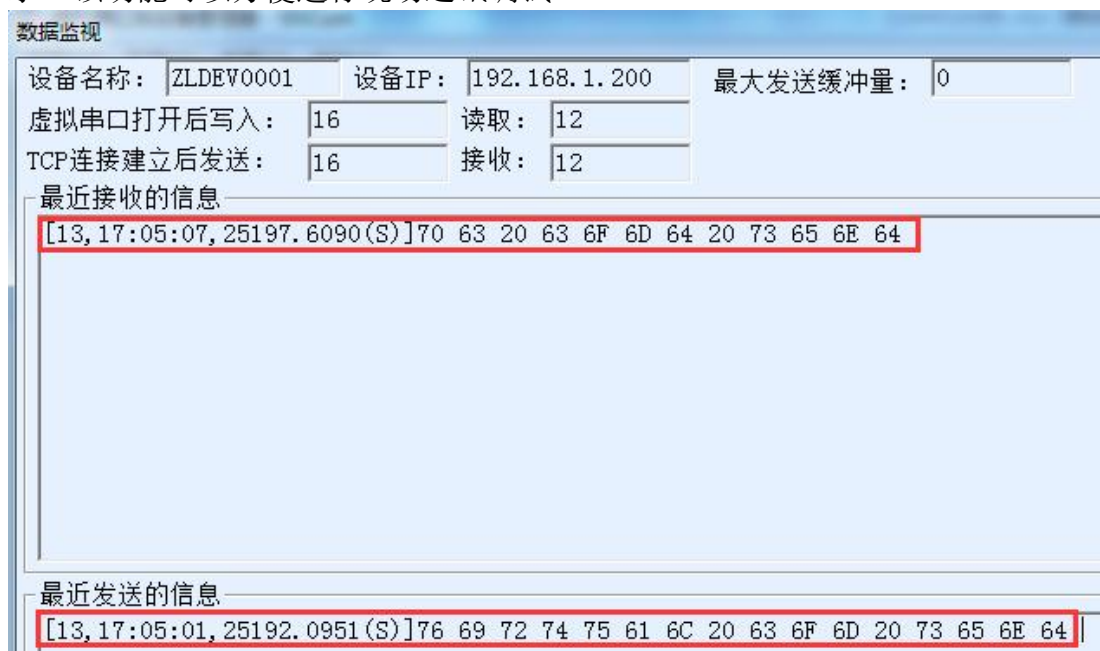 数据监视
设备名称： ZLDEV0001 设备IP： 192.168.1.200 最大发送缓冲量： 0
虚拟串口打开后写入： 16 读取： 12
TCP连接建立后发送： 16 接收： 12
最近接收的信息
[13,17:05:07,25197.6090(S)]70 63 20 63 6F 6D 64 20 73 65 6E 64
最近发送的信息
[13,17:05:01,25192.0951(S)]76 69 72 74 75 61 6C 20 63 6F 6D 20 73 65 6E 64